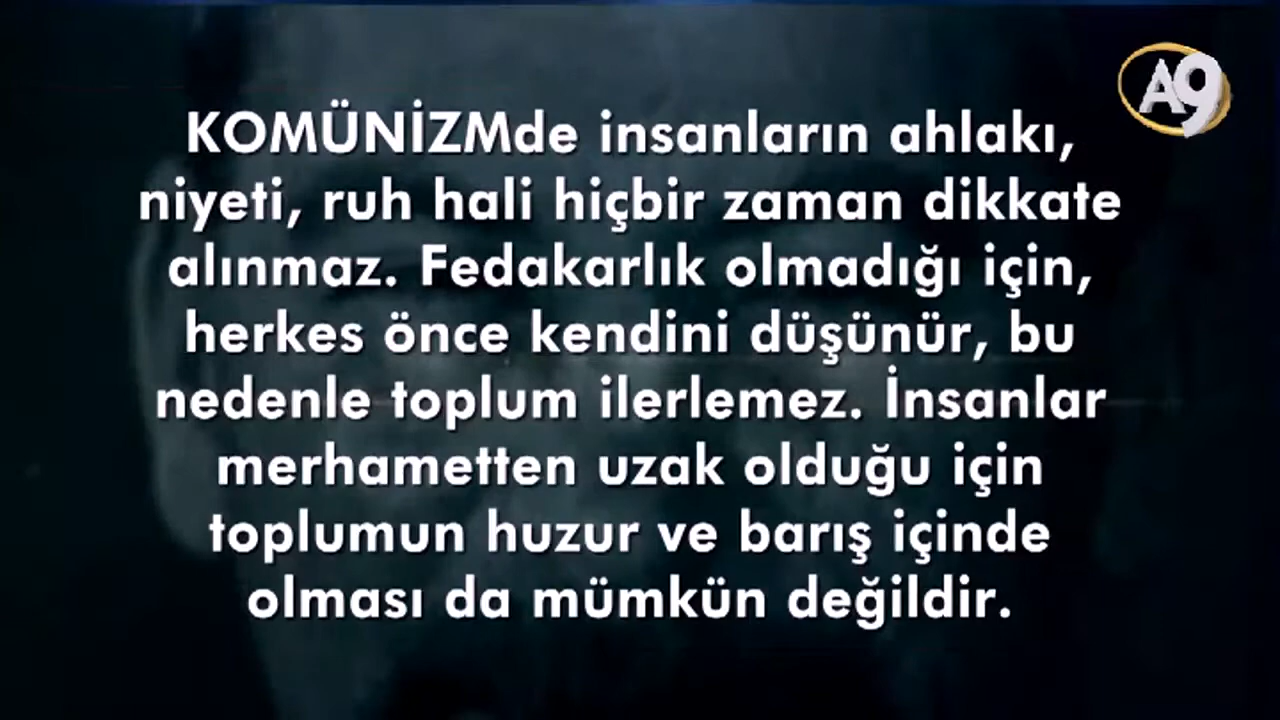 A9
KOMÜNİZMde insanların ahlakı,
niyeti, ruh hali hiçbir zaman dikkate
alınmaz. Fedakarlık olmadığı için,
herkes önce kendini düşünür, bu
nedenle toplum ilerlemez. İnsanlar
merhametten uzak olduğu için
toplumun huzur ve barış içinde
olması da mümkün değildir.